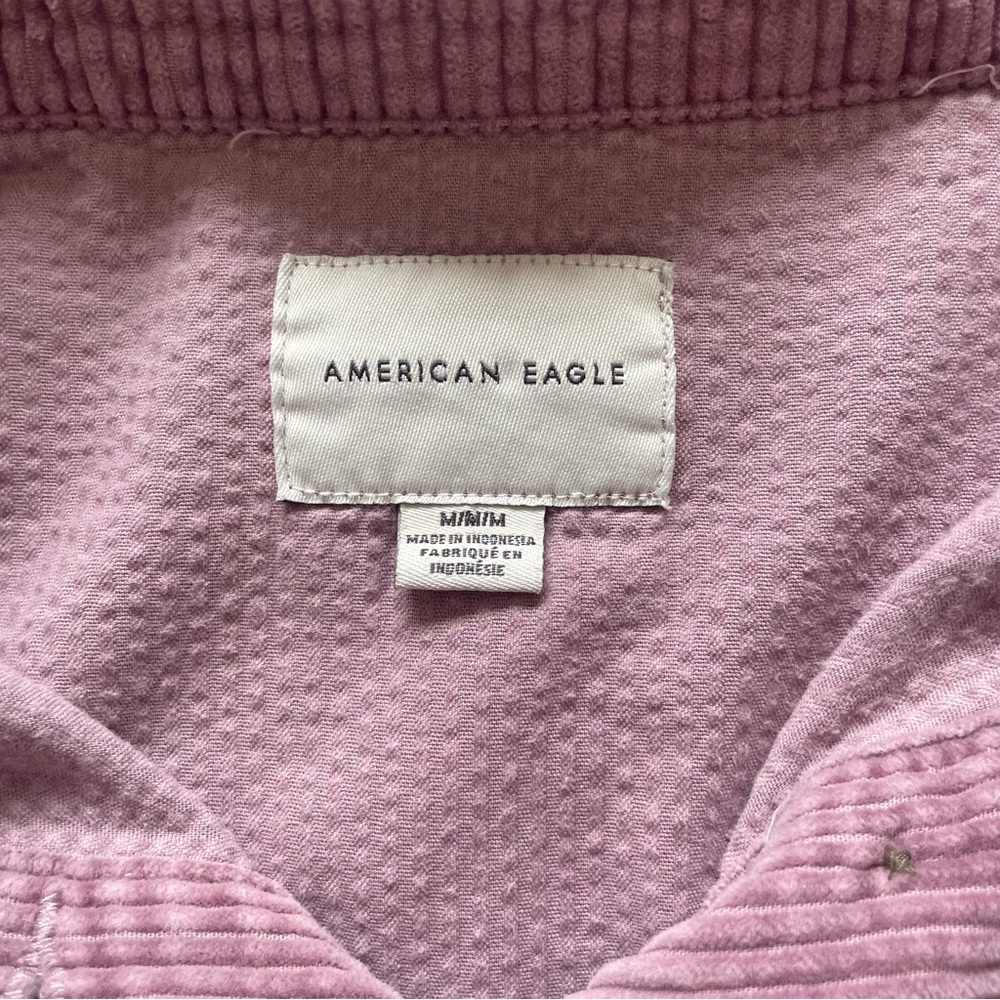 AMERICAN EAGLE
M/M/M
MADE IN INDONESIA
FABRIQUÉ EN
INDONÉSIE